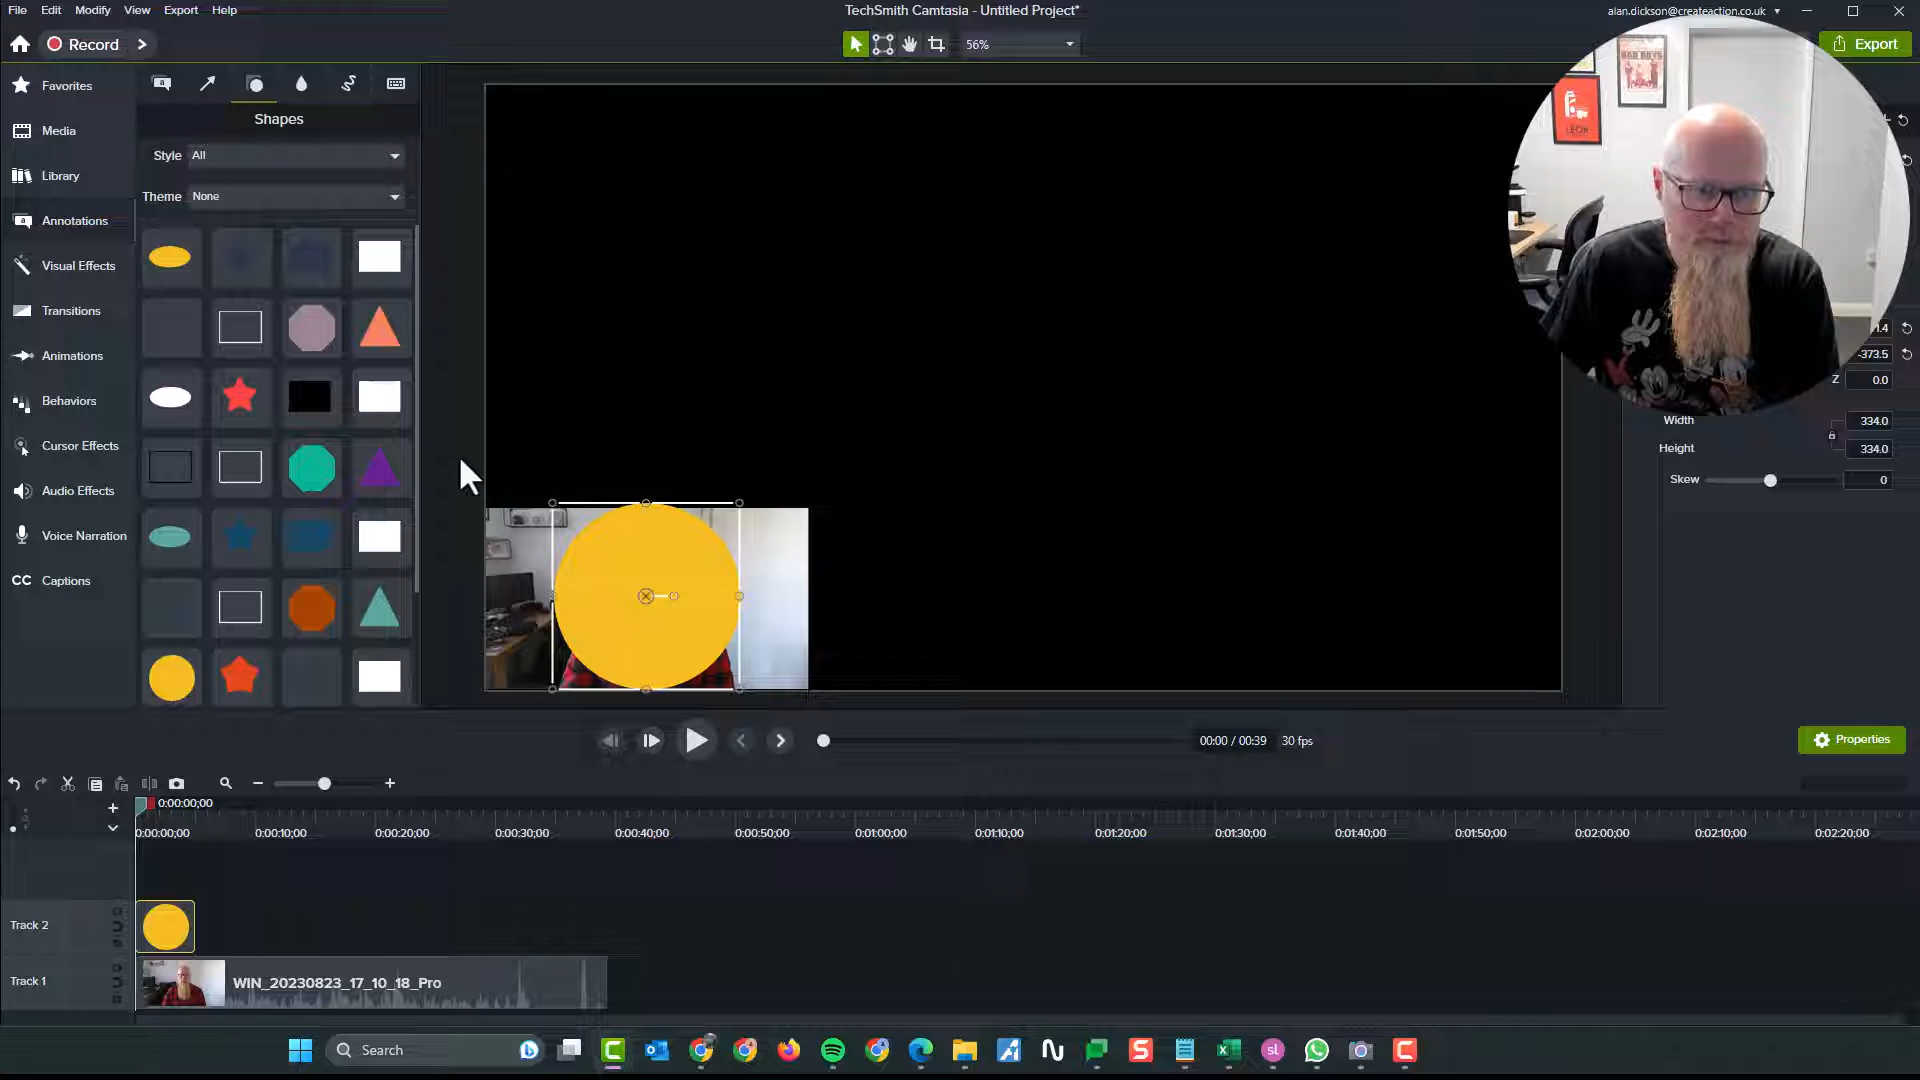 File Edit Modify View Export Help
TechSmith Camtasia - Untitled Project*
alan.dickson@createaction.co.uk
Record
56%
Export
Favorites
Media
Library
Annotations
Visual Effects
Transitions
Animations
Behaviors
Cursor Effects
Audio Effects
Voice Narration
CC Captions
Shapes
Style All
Theme None
BAD BOYS
LEON
1.4
-373.5
Z 0.0
Width 334.0
Height 334.0
Skew 0
00:00 / 00:39 30 fps
Properties
0:00:00;00
0:00:00;00 0:00:10;00 0:00:20;00 0:00:30;00 0:00:40;00 0:00:50;00 0:01:00;00 0:01:10;00 0:01:20;00 0:01:30;00 0:01:40;00 0:01:50;00 0:02:00;00 0:02:10;00 0:02:20;00
Track 2
Track 1
WIN_20230823_17_10_18_Pro
Search